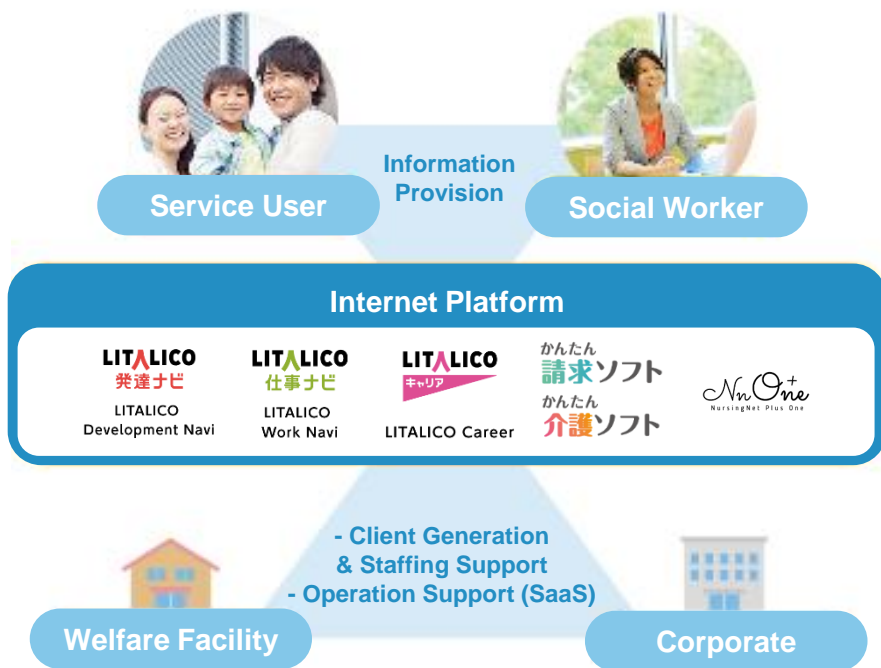 Information
Provision
Service User
Social Worker
Internet Platform
LITALICO
発達ナビ
LITALICO
Development Navi
LITALICO
仕事ナビ
LITALICO
Work Navi
LITALICO
キャリア
LITALICO Career
かんたん
請求ソフト
かんたん
介護ソフト
NnOne+
NursingNet Plus One
- Client Generation
& Staffing Support
- Operation Support (SaaS)
Welfare Facility
Corporate